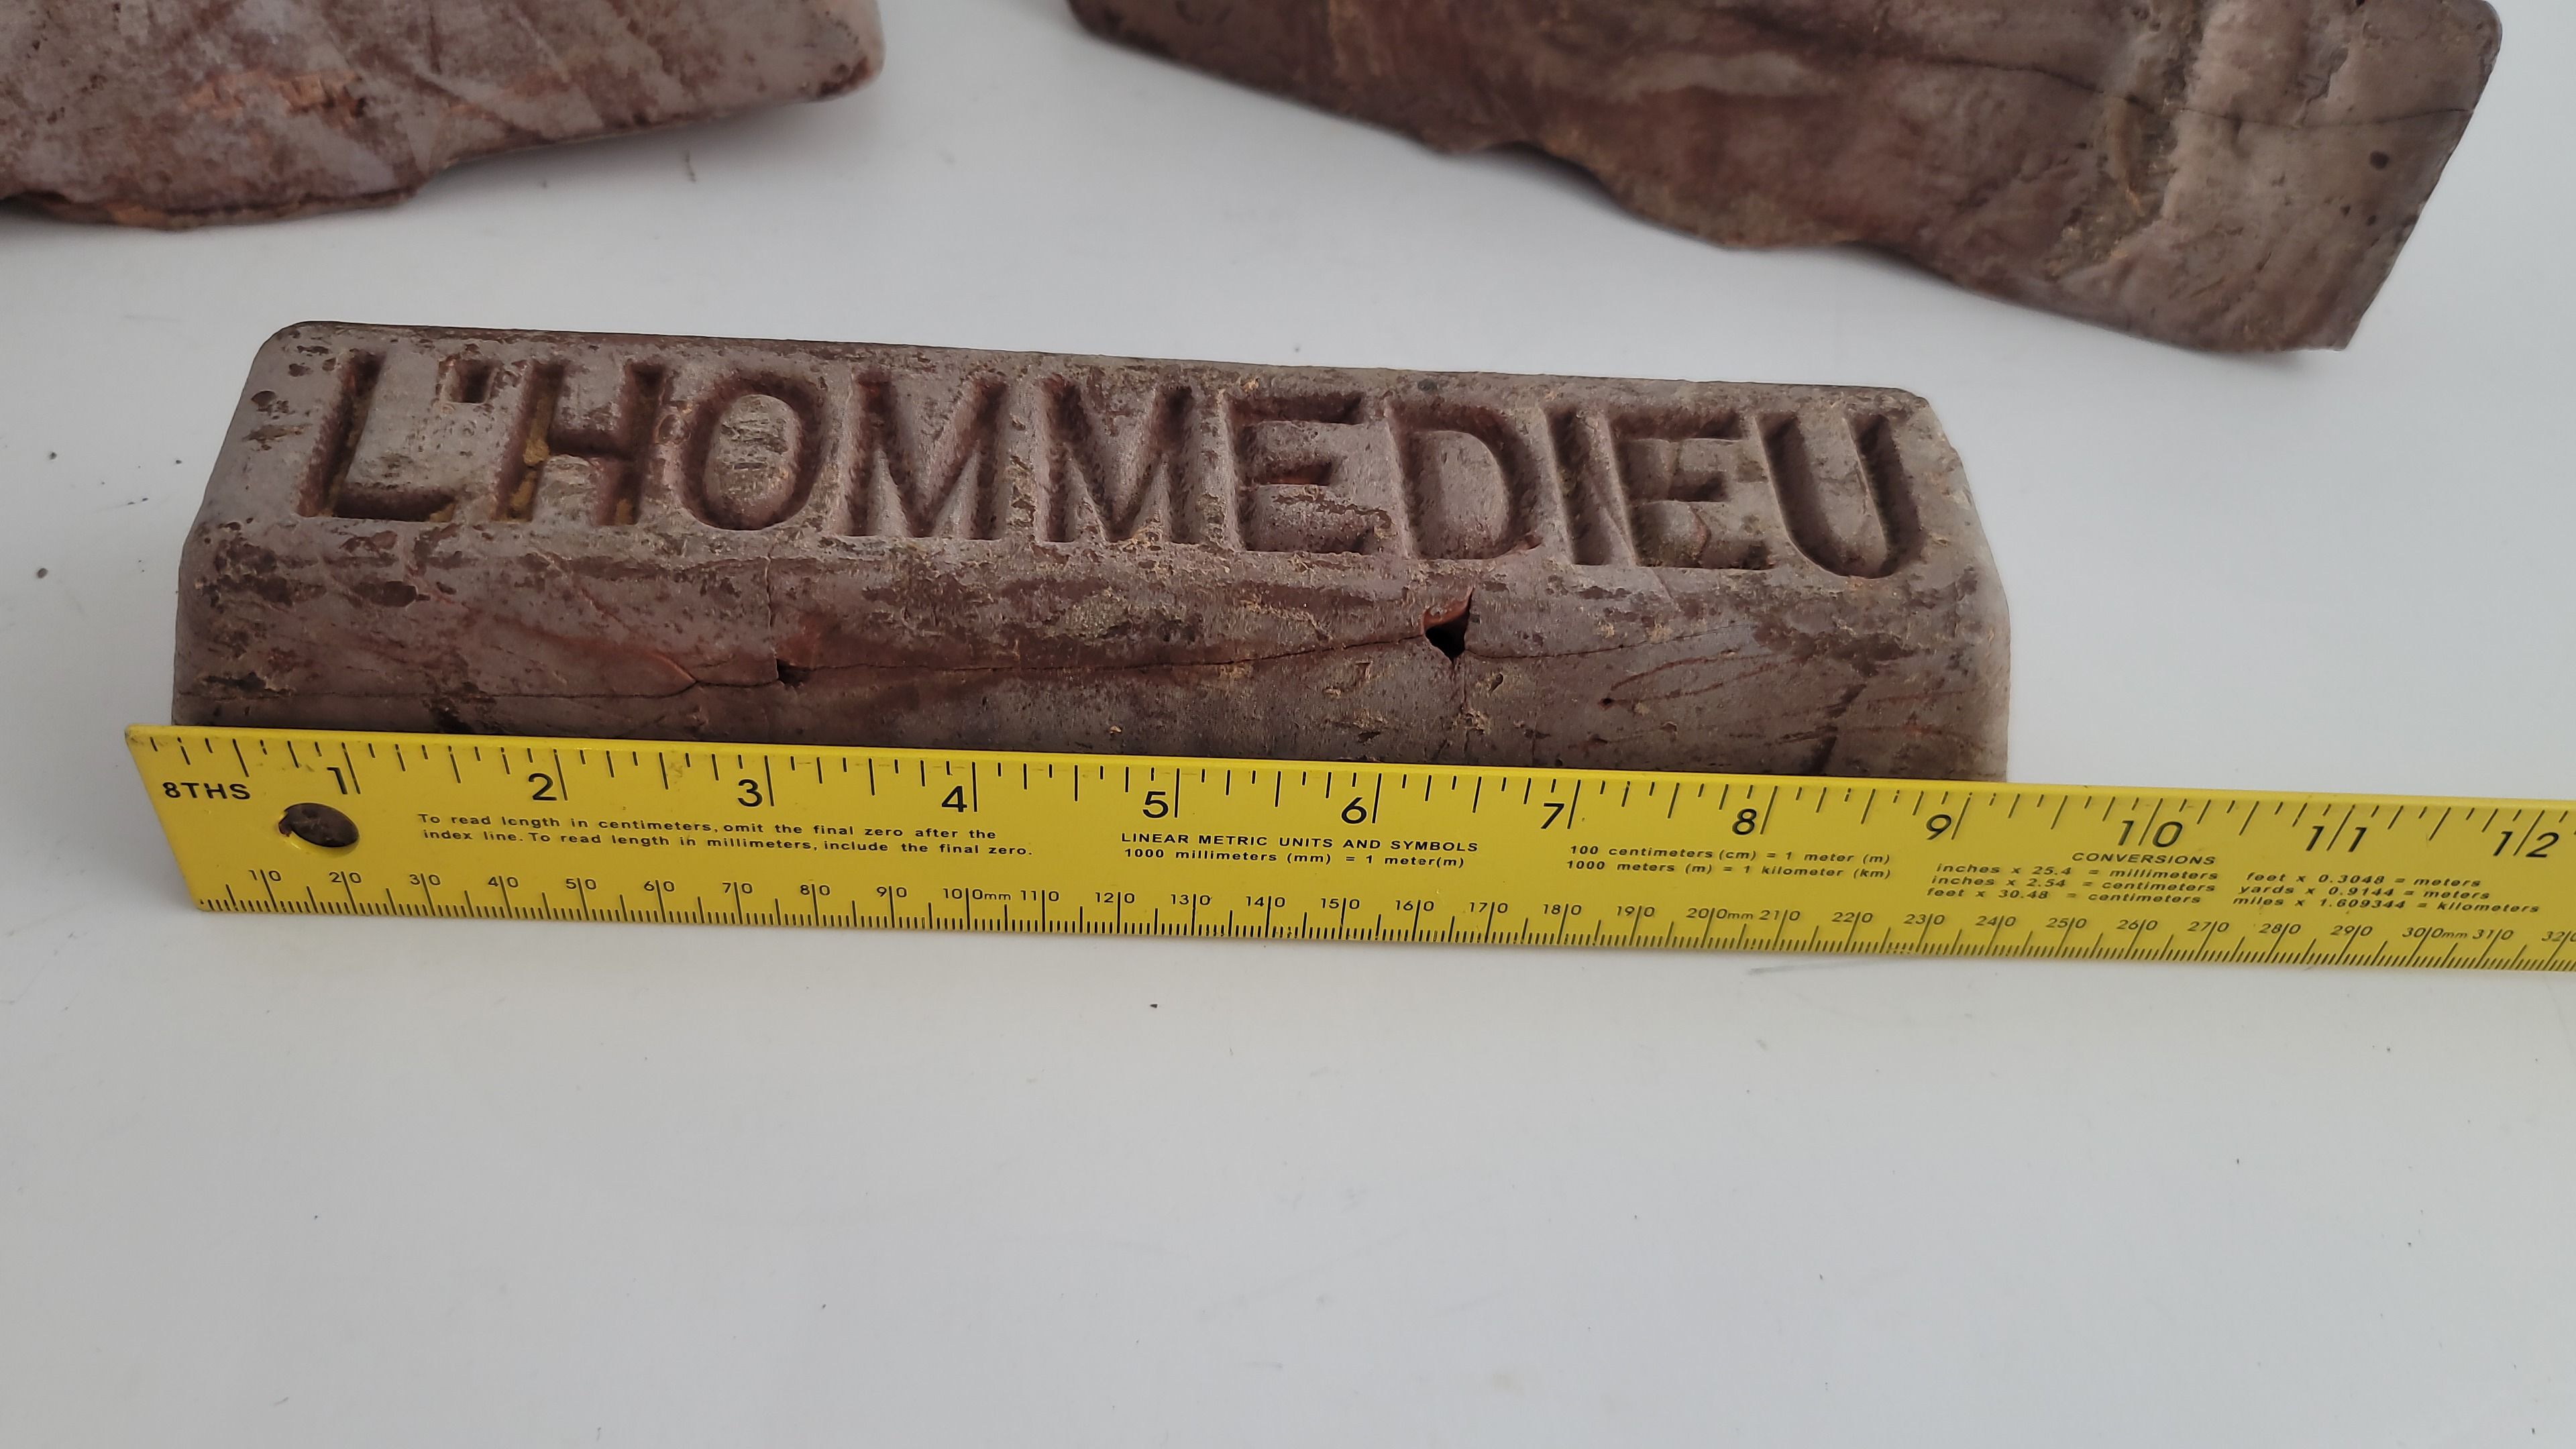 L'HOMMEDIEU
1 2 3 4 5 6 7 8 9 10 11 12
8THS
To read length in centimeters, omit the final zero after the
index line. To read length in millimeters, include the final zero.
LINEAR METRIC UNITS AND SYMBOLS
1000 millimeters (mm) = 1 meter(m)
100 centimeters (cm) = 1 meter (m)
1000 meters (m) = 1 kilometer (km)
CONVERSIONS
inches x 25.4 = millimeters feet x 0.3048 = meters
inches x 2.54 = centimeters yards x 0.9144 = meters
feet x 30.48 = centimeters miles x 1.609344 = kilometers
10 20 30 40 50 60 70 80 90 100mm 110 120 130 140 150 160 170 180 190 200mm 210 220 230 240 250 260 270 280 290 300mm 310 320